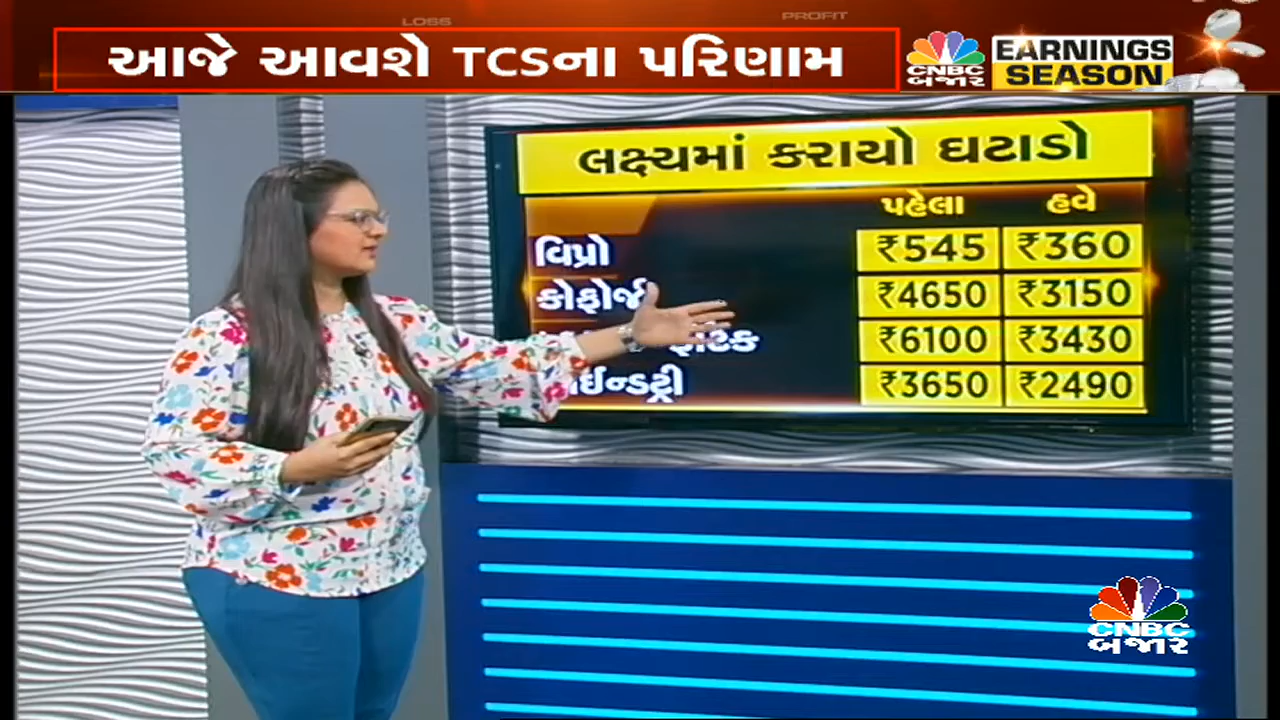 LOSS
PROFIT
આજે આવશે TCSના પરિણામ
CNBC
બજાર
EARNINGS
SEASON
લક્ષ્યમાં કરાયો ઘટાડો
પહેલા હવે
વિપ્રો ₹545 ₹360
કોફોર્જ ₹4650 ₹3150
₹6100 ₹3430
₹3650 ₹2490
CNBC
બજાર